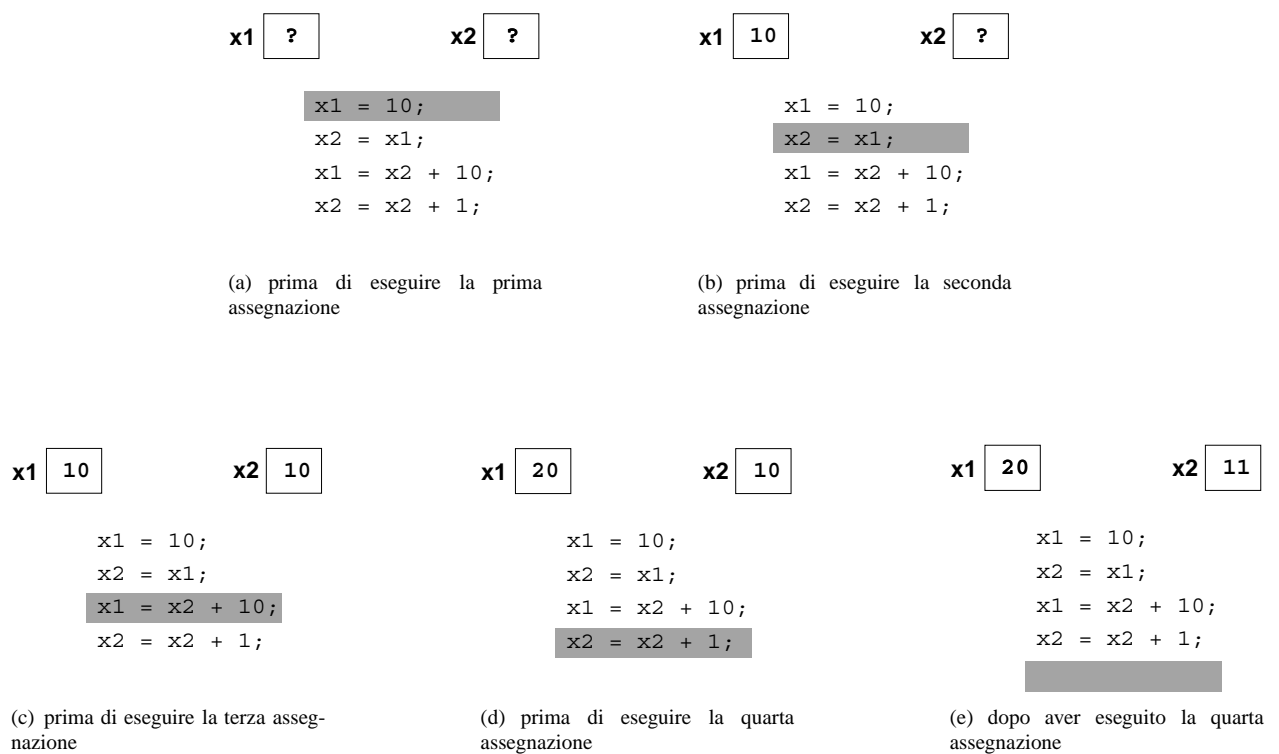 x1 ? x2 ?
x1 = 10;
x2 = x1;
x1 = x2 + 10;
x2 = x2 + 1;
(a) prima di eseguire la prima
assegnazione
x1 10 x2 ?
x1 = 10;
x2 = x1;
x1 = x2 + 10;
x2 = x2 + 1;
(b) prima di eseguire la seconda
assegnazione
x1 10 x2 10
x1 = 10;
x2 = x1;
x1 = x2 + 10;
x2 = x2 + 1;
(c) prima di eseguire la terza asseg-
nazione
x1 20 x2 10
x1 = 10;
x2 = x1;
x1 = x2 + 10;
x2 = x2 + 1;
(d) prima di eseguire la quarta
assegnazione
x1 20 x2 11
x1 = 10;
x2 = x1;
x1 = x2 + 10;
x2 = x2 + 1;
(e) dopo aver eseguito la quarta
assegnazione